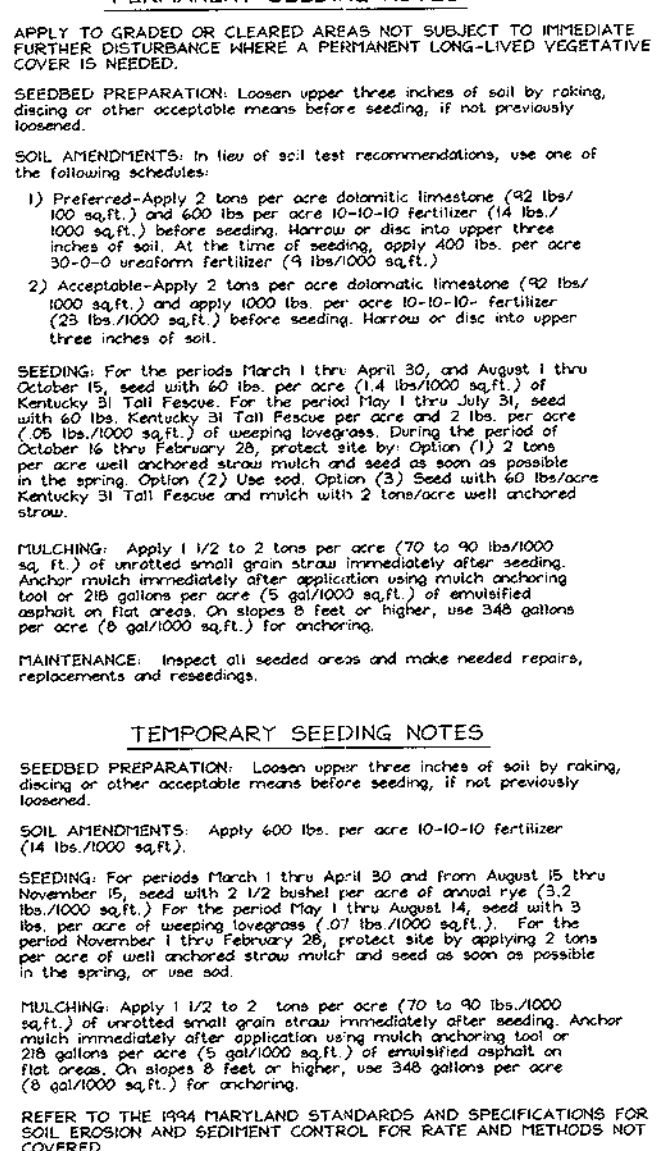 PERMANENT SEEDING NOTES
APPLY TO GRADED OR CLEARED AREAS NOT SUBJECT TO IMMEDIATE
FURTHER DISTURBANCE WHERE A PERMANENT LONG-LIVED VEGETATIVE
COVER IS NEEDED.
SEEDBED PREPARATION: Loosen upper three inches of soil by raking,
discing or other acceptable means before seeding, if not previously
loosened.
SOIL AMENDMENTS: In lieu of soil test recommendations, use one of
the following schedules:
1) Preferred-Apply 2 tons per acre dolomitic limestone (92 lbs/
100 sq.ft.) and 600 lbs per acre 10-10-10 fertilizer (14 lbs./
1000 sq.ft.) before seeding. Harrow or disc into upper three
inches of soil. At the time of seeding, apply 400 lbs. per acre
30-0-0 ureaform fertilizer (9 lbs/1000 sq.ft.)
2) Acceptable-Apply 2 tons per acre dolomatic limestone (92 lbs/
1000 sq.ft.) and apply 1000 lbs. per acre 10-10-10- fertilizer
(23 lbs./1000 sq.ft.) before seeding. Harrow or disc into upper
three inches of soil.
SEEDING: For the periods March 1 thru April 30, and August 1 thru
October 15, seed with 60 lbs. per acre (1.4 lbs/1000 sq.ft.) of
Kentucky 31 Tall Fescue. For the period May 1 thru July 31, seed
with 60 lbs. Kentucky 31 Tall Fescue per acre and 2 lbs. per acre
(.05 lbs./1000 sq.ft.) of weeping lovegrass. During the period of
October 16 thru February 28, protect site by: Option (1) 2 tons
per acre well anchored straw mulch and seed as soon as possible
in the spring. Option (2) Use sod. Option (3) Seed with 60 lbs/acre
Kentucky 31 Tall Fescue and mulch with 2 tons/acre well anchored
straw.
MULCHING: Apply 1 1/2 to 2 tons per acre (70 to 90 lbs/1000
sq. ft.) of unrotted small grain straw immediately after seeding.
Anchor mulch immediately after application using mulch anchoring
tool or 218 gallons per acre (5 gal/1000 sq.ft.) of emulsified
asphalt on flat areas. On slopes 8 feet or higher, use 348 gallons
per acre (8 gal/1000 sq.ft.) for anchoring.
MAINTENANCE: Inspect all seeded areas and make needed repairs,
replacements and reseedings.
TEMPORARY SEEDING NOTES
SEEDBED PREPARATION: Loosen upper three inches of soil by raking,
discing or other acceptable means before seeding, if not previously
loosened.
SOIL AMENDMENTS: Apply 600 lbs. per acre 10-10-10 fertilizer
(14 lbs./1000 sq.ft).
SEEDING: For periods March 1 thru April 30 and from August 15 thru
November 15, seed with 2 1/2 bushel per acre of annual rye (3.2
lbs./1000 sq.ft.) For the period May 1 thru August 14, seed with 3
lbs. per acre of weeping lovegrass (.07 lbs./1000 sq.ft.). For the
period November 1 thru February 28, protect site by applying 2 tons
per acre of well anchored straw mulch and seed as soon as possible
in the spring, or use sod.
MULCHING: Apply 1 1/2 to 2 tons per acre (70 to 90 lbs./1000
sq.ft.) of unrotted small grain straw immediately after seeding. Anchor
mulch immediately after application using mulch anchoring tool or
218 gallons per acre (5 gal/1000 sq.ft.) of emulsified asphalt on
flat areas. On slopes 8 feet or higher, use 348 gallons per acre
(8 gal/1000 sq.ft.) for anchoring.
REFER TO THE 1994 MARYLAND STANDARDS AND SPECIFICATIONS FOR
SOIL EROSION AND SEDIMENT CONTROL FOR RATE AND METHODS NOT
COVERED